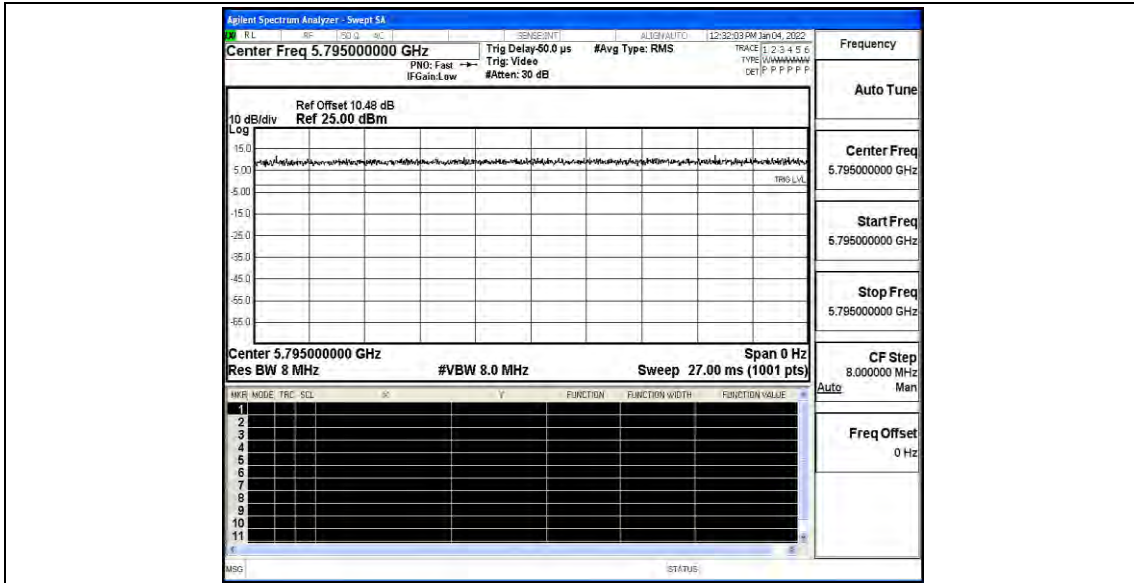 Agilent Spectrum Analyzer - Swept SA
RL RF 50 Ω AC SENSE:INT ALIGNAUTO 12:32:03 PM Jan 04, 2022
Center Freq 5.795000000 GHz
PNO: Fast
IFGain:Low
Trig Delay-50.0 µs
Trig: Video
#Atten: 30 dB
#Avg Type: RMS
TRACE 1 2 3 4 5 6
TYPE WWWWWW
DET P P P P P P
Ref Offset 10.48 dB
10 dB/div Ref 25.00 dBm
Log
15.0
5.00
TRIG LVL
-5.00
-15.0
-25.0
-35.0
-45.0
-55.0
-65.0
Center 5.795000000 GHz Span 0 Hz
Res BW 8 MHz #VBW 8.0 MHz Sweep 27.00 ms (1001 pts)
MKR MODE TRC SCL X Y FUNCTION FUNCTION WIDTH FUNCTION VALUE
1
2
3
4
5
6
7
8
9
10
11
MSG STATUS
Frequency
Auto Tune
Center Freq
5.795000000 GHz
Start Freq
5.795000000 GHz
Stop Freq
5.795000000 GHz
CF Step
8.000000 MHz
Auto Man
Freq Offset
0 Hz